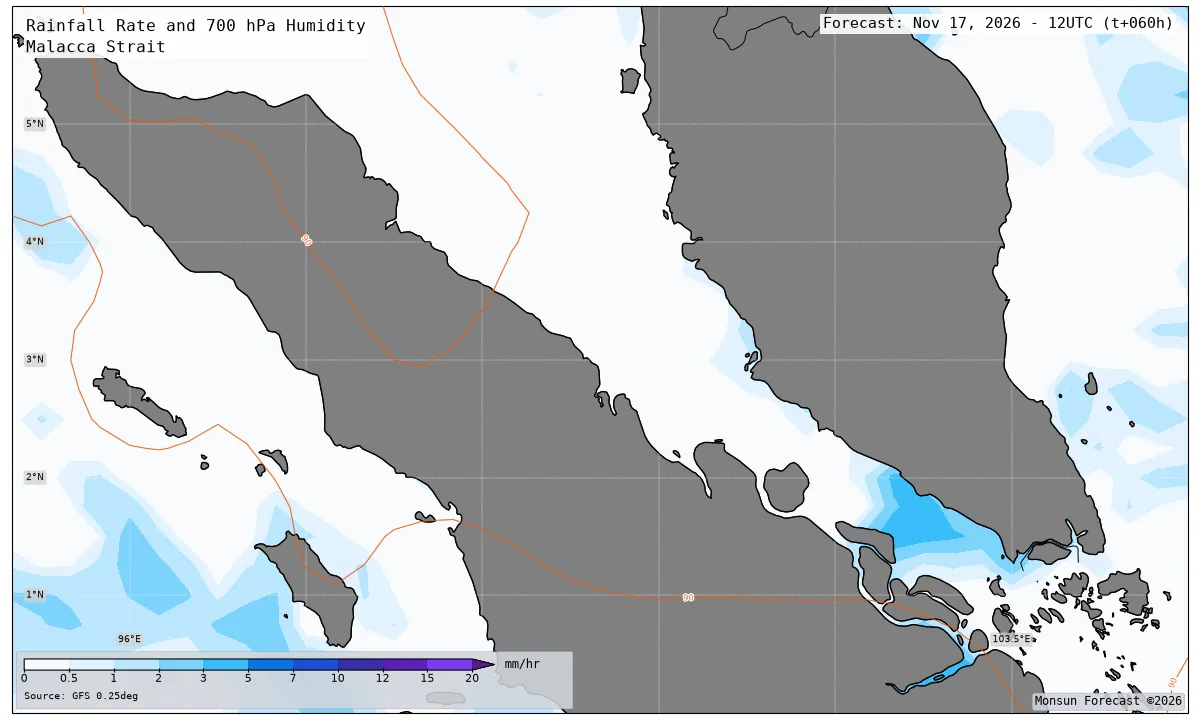 Rainfall Rate and 700 hPa Humidity
Malacca Strait
Forecast: Nov 17, 2026 - 12UTC (t+060h)
5°N
4°N
3°N
2°N
1°N
90
90
90
96°E
103.5°E
mm/hr
0 0.5 1 2 3 5 7 10 12 15 20
Source: GFS 0.25deg
Monsun Forecast ©2026